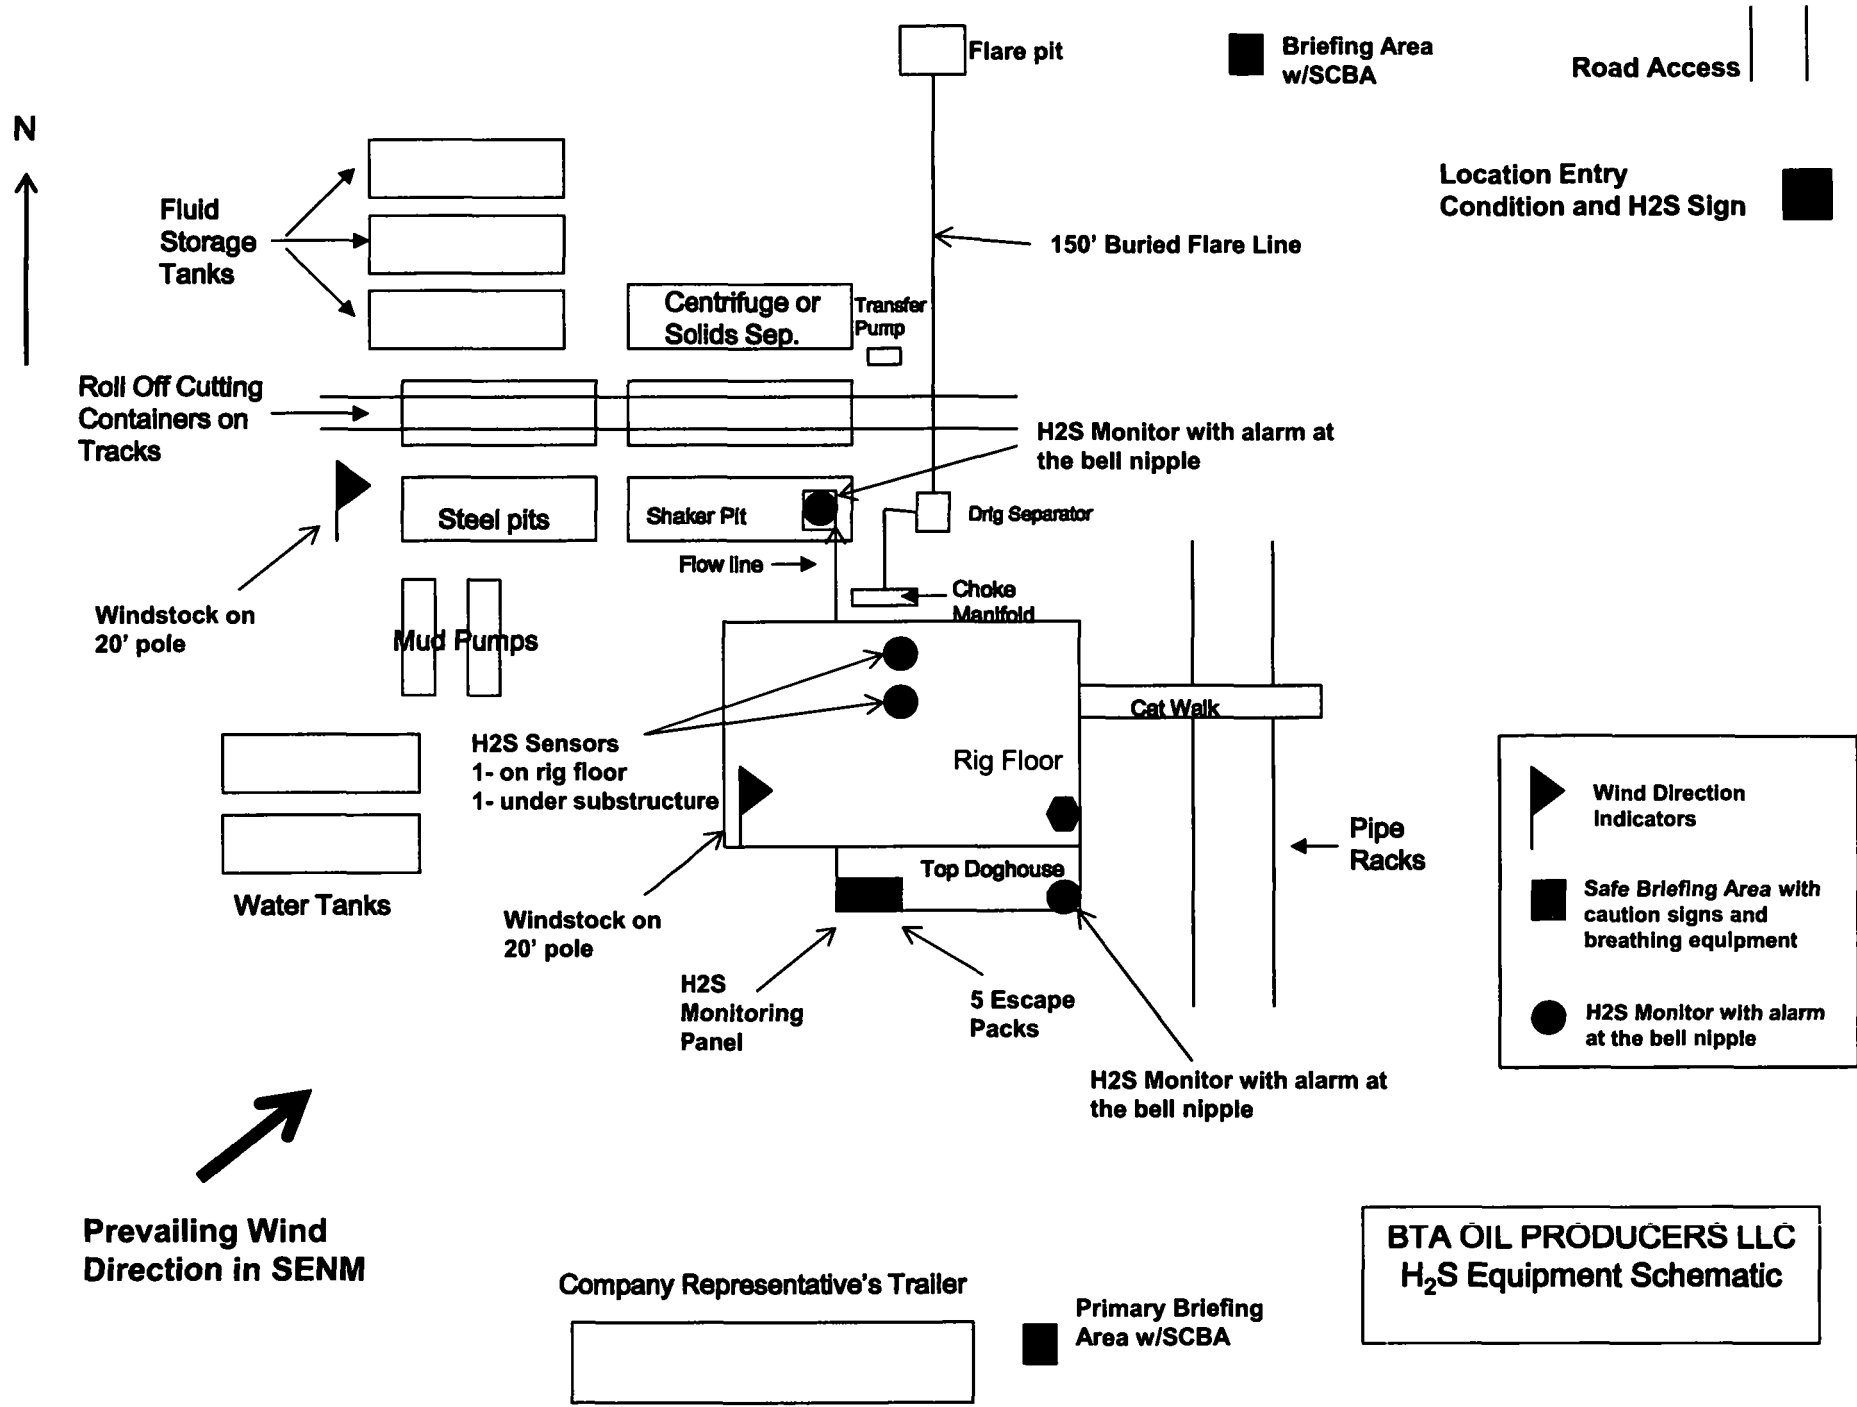 Flare pit
Briefing Area
w/SCBA
Road Access
N
Location Entry
Condition and H2S Sign
Fluid
Storage
Tanks
150' Buried Flare Line
Centrifuge or
Solids Sep.
Transfer
Pump
Roll Off Cutting
Containers on
Tracks
H2S Monitor with alarm at
the bell nipple
Steel pits
Shaker Pit
Drlg Separator
Flow line
Choke
Manifold
Windstock on
20' pole
Mud Pumps
Cat Walk
H2S Sensors
1- on rig floor
1- under substructure
Rig Floor
Wind Direction
Indicators
Pipe
Racks
Top Doghouse
Safe Briefing Area with
caution signs and
breathing equipment
Water Tanks
Windstock on
20' pole
H2S
Monitoring
Panel
5 Escape
Packs
H2S Monitor with alarm
at the bell nipple
H2S Monitor with alarm at
the bell nipple
Prevailing Wind
Direction in SENM
BTA OIL PRODUCERS LLC
H₂S Equipment Schematic
Company Representative's Trailer
Primary Briefing
Area w/SCBA